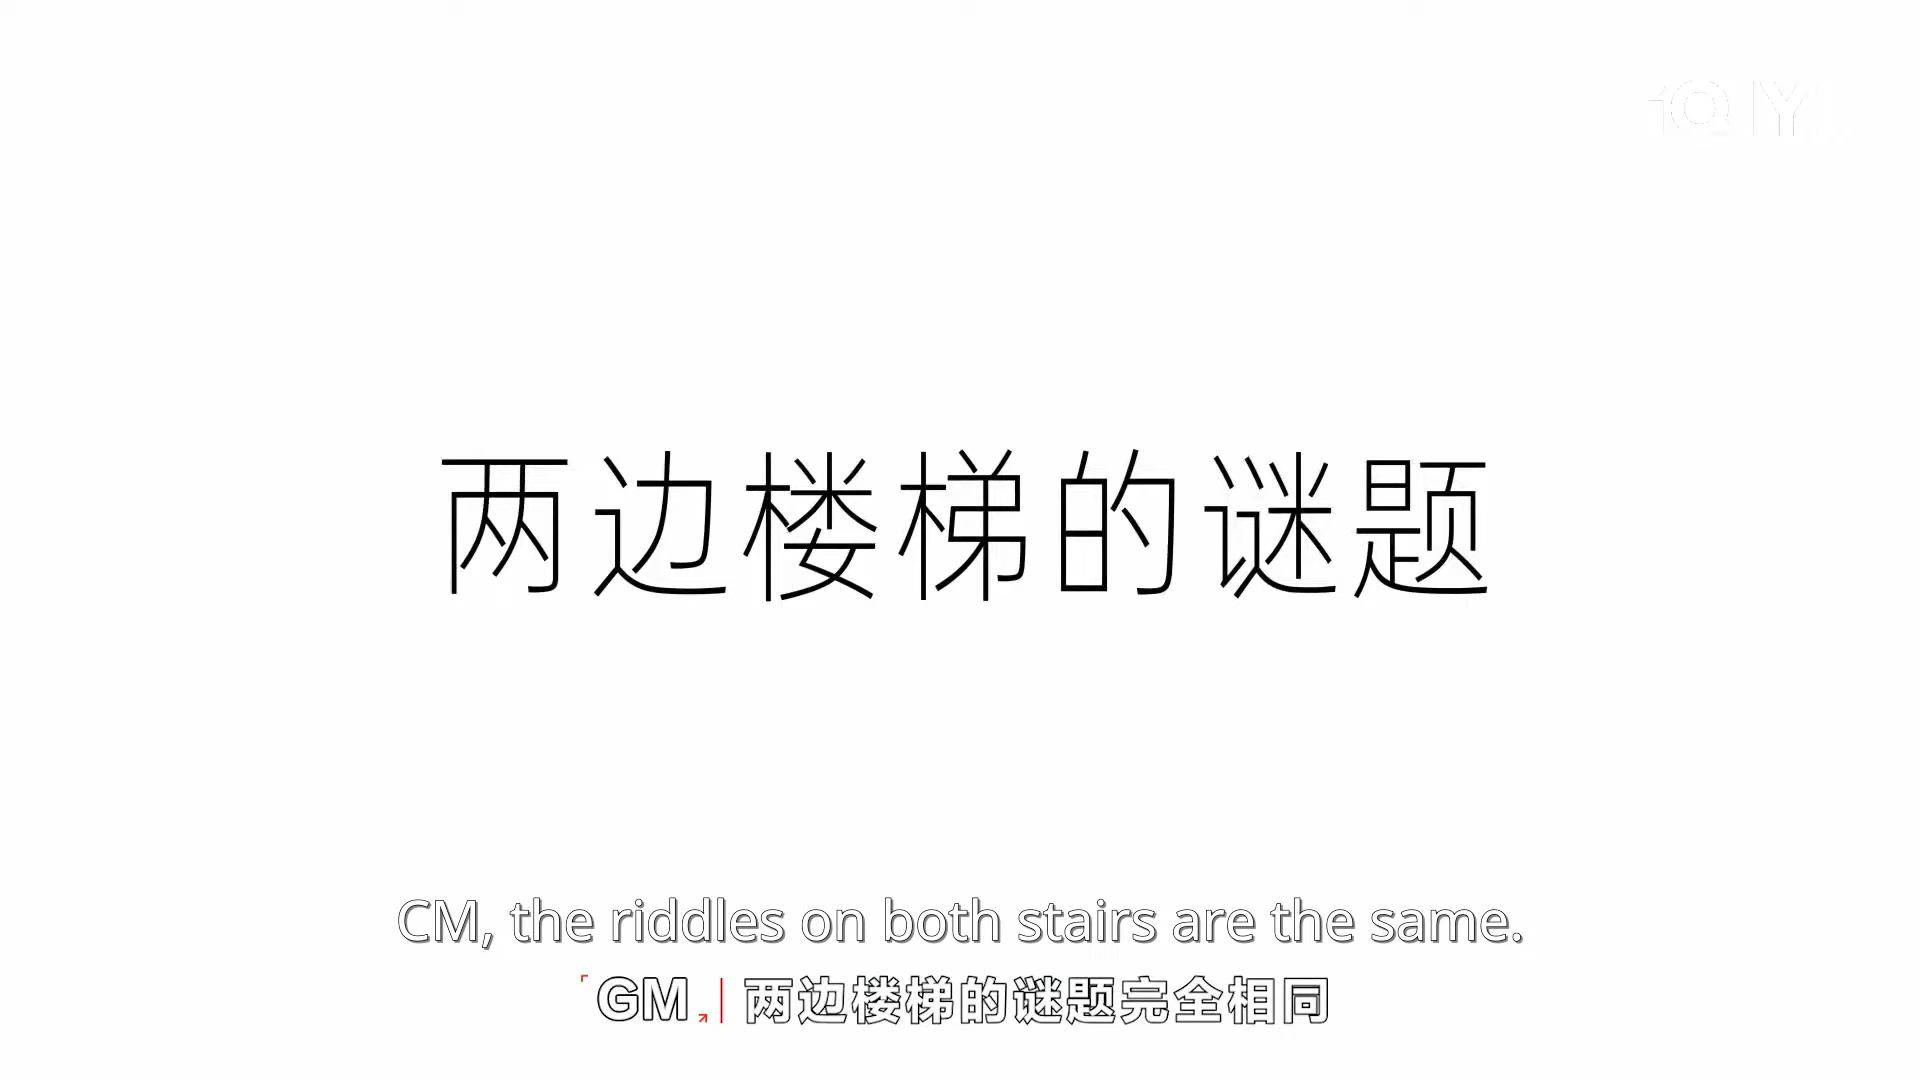 iQIYI
两边楼梯的谜题
CM, the riddles on both stairs are the same.
GM 两边楼梯的谜题完全相同